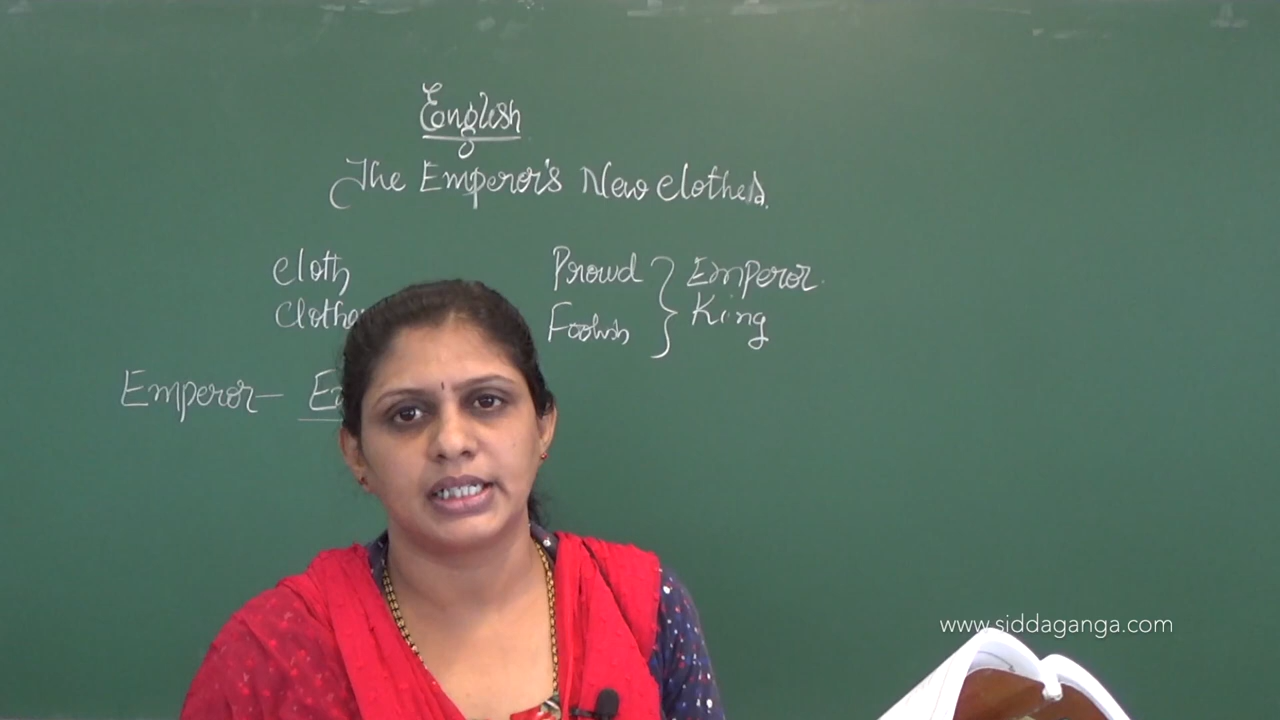 English
The Emperor's New Clothes.
Cloth
Proud } Emperor.
Foolish } King
Emperor –
www.siddaganga.com